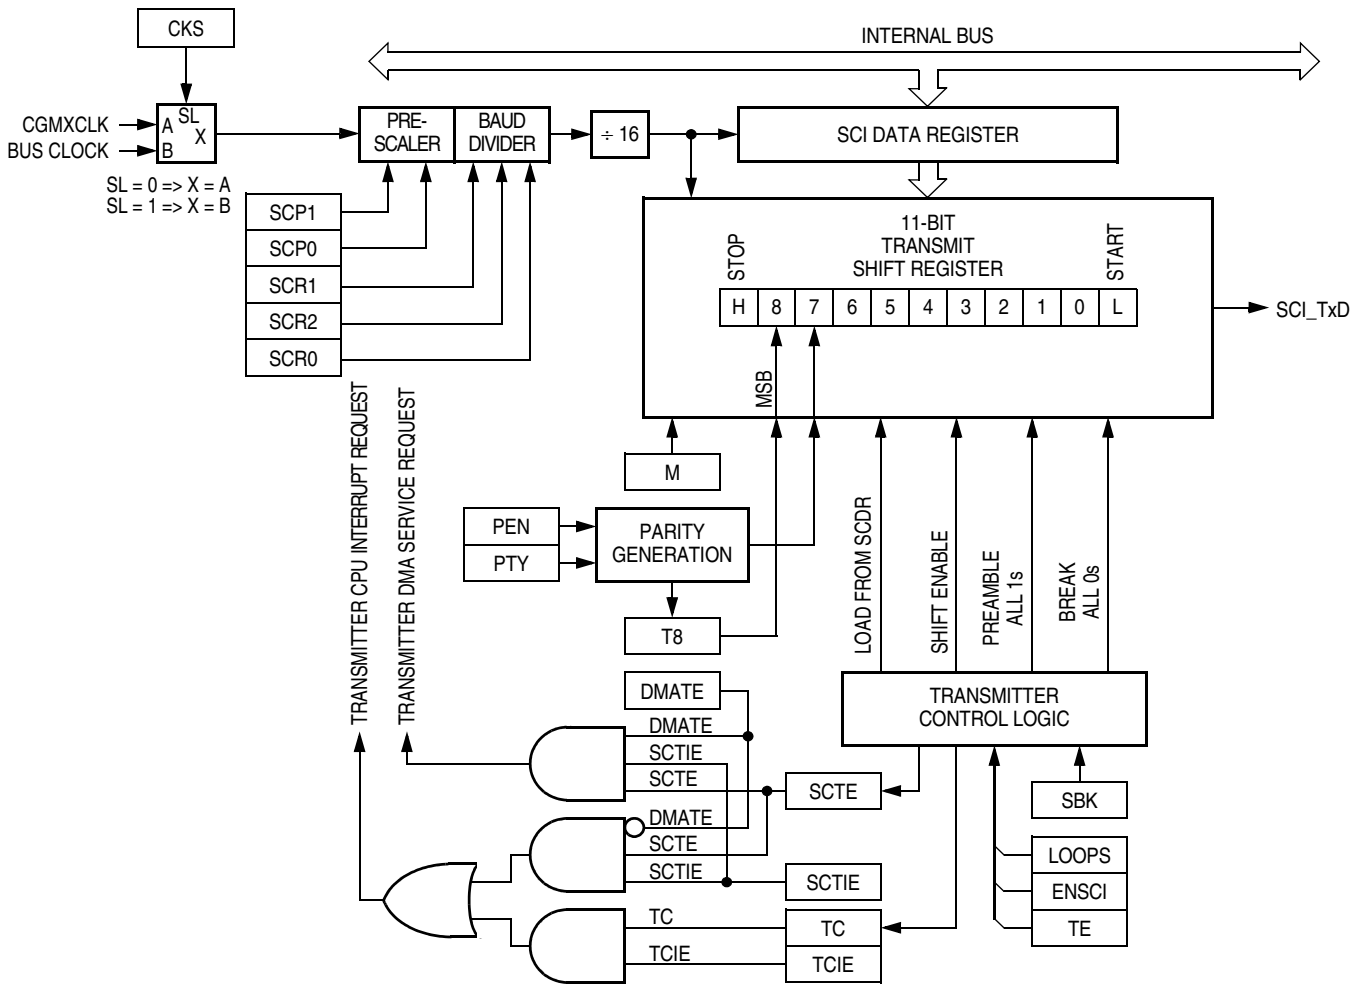 CKS
INTERNAL BUS
CGMXCLK
BUS CLOCK
A
SL
X
B
SL = 0 => X = A
SL = 1 => X = B
PRE-
SCALER
BAUD
DIVIDER
÷ 16
SCI DATA REGISTER
SCP1
SCP0
SCR1
SCR2
SCR0
11-BIT
TRANSMIT
SHIFT REGISTER
STOP
START
H 8 7 6 5 4 3 2 1 0 L
SCI_TxD
MSB
TRANSMITTER CPU INTERRUPT REQUEST
TRANSMITTER DMA SERVICE REQUEST
M
PEN
PTY
PARITY
GENERATION
T8
LOAD FROM SCDR
SHIFT ENABLE
PREAMBLE
ALL 1s
BREAK
ALL 0s
DMATE
TRANSMITTER
CONTROL LOGIC
DMATE
SCTIE
SCTE
SCTE
SBK
DMATE
SCTE
SCTIE
SCTIE
LOOPS
ENSCI
TE
TC
TC
TCIE
TCIE